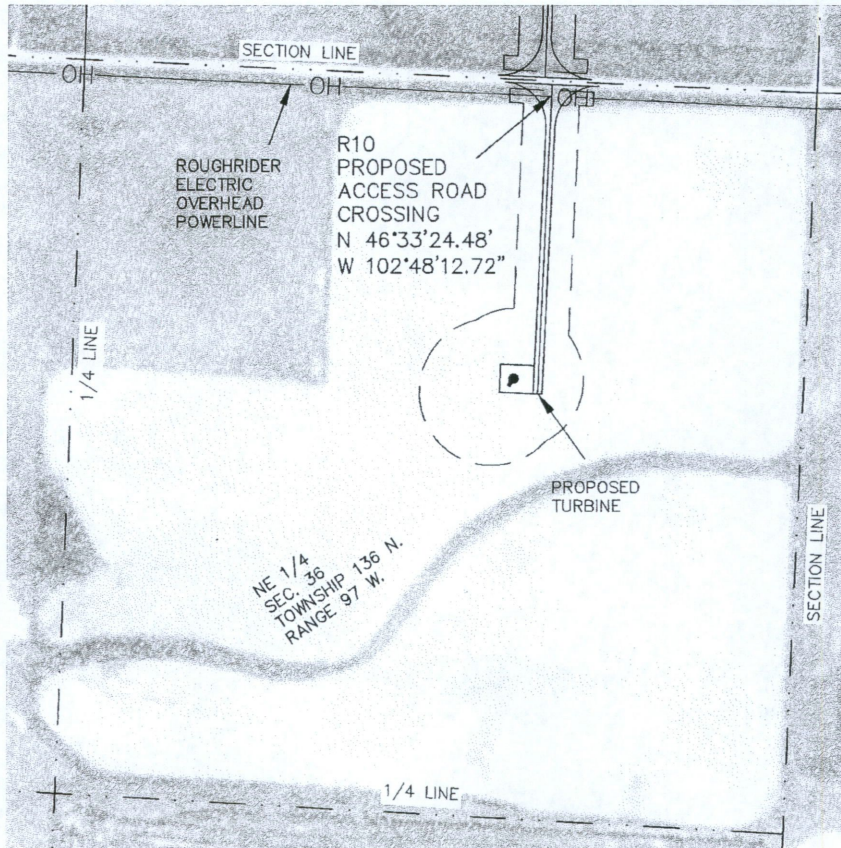 SECTION LINE
OH
OH
OH
ROUGHRIDER
ELECTRIC
OVERHEAD
POWERLINE
R10
PROPOSED
ACCESS ROAD
CROSSING
N 46°33'24.48'
W 102°48'12.72"
1/4 LINE
PROPOSED
TURBINE
NE 1/4
SEC. 36
TOWNSHIP 136 N.
RANGE 97 W.
SECTION LINE
1/4 LINE